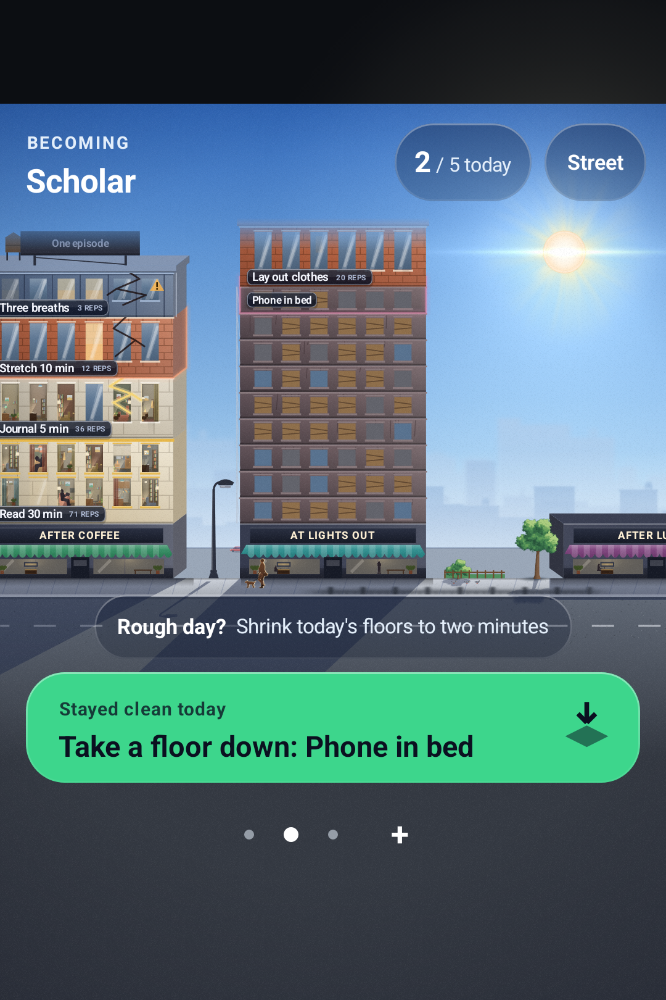 BECOMING
Scholar
2 / 5 today
Street
One episode
Three breaths 3 REPS
Stretch 10 min 12 REPS
Journal 5 min 36 REPS
Read 30 min 71 REPS
AFTER COFFEE
Lay out clothes 20 REPS
Phone in bed
AT LIGHTS OUT
AFTER LU
Rough day? Shrink today's floors to two minutes
Stayed clean today
Take a floor down: Phone in bed
+